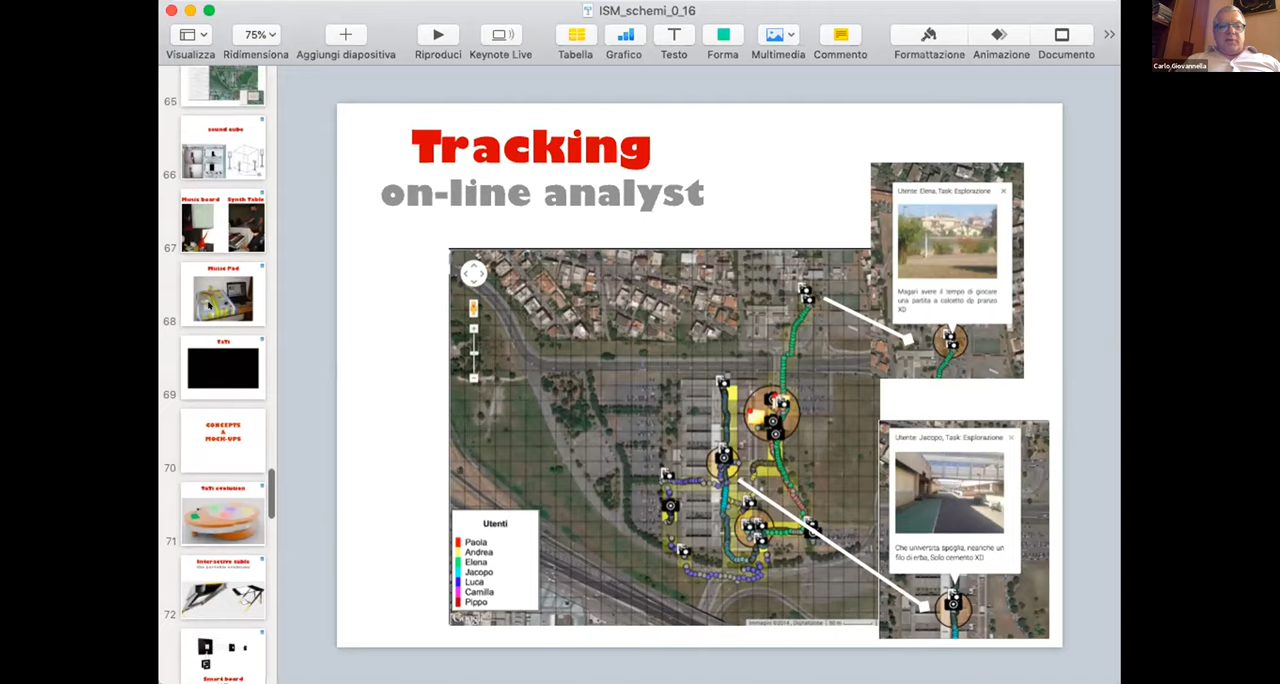 ISM_schemi_0_16
75%
Visualizza
Ridimensiona
Aggiungi diapositiva
Riproduci
Keynote Live
Tabella
Grafico
Testo
Forma
Multimedia
Commento
Formattazione
Animazione
Documento
Carlo Giovannella
65
sound cube
66
Music board
Synth Table
67
Music Pad
68
TaTi
69
CONCEPTS
&
MOCK-UPS
70
TaTi evolution
71
Interactive table
72
Smart board
Tracking
on-line analyst
Utente: Elena, Task: Esplorazione
Magari avere il tempo di giocare
una partita a calcetto dp pranzo
XD
Utente: Jacopo, Task: Esplorazione
Che universita spoglia, neanche un
filo di erba, Solo cemento XD
Utenti
Paola
Andrea
Elena
Jacopo
Luca
Camilla
Pippo
Google
50 m